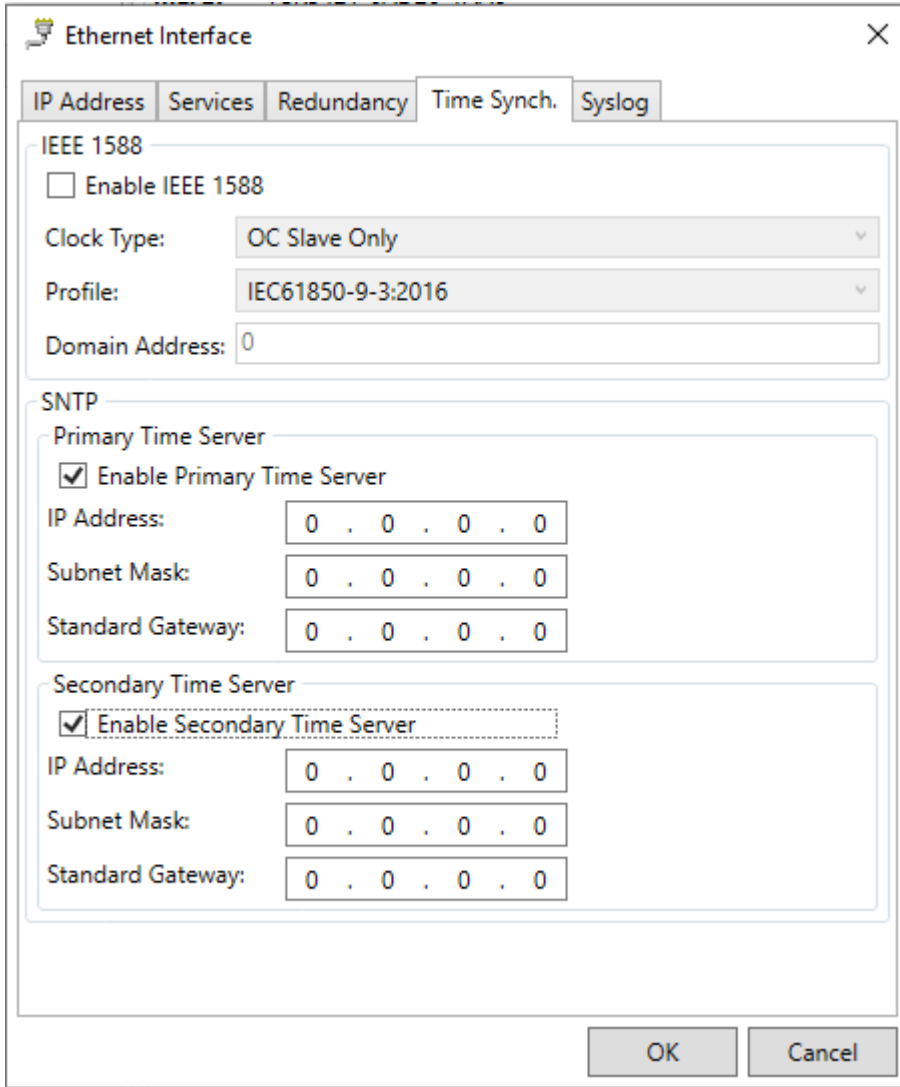 Ethernet Interface
IP Address Services Redundancy Time Synch. Syslog
IEEE 1588
Enable IEEE 1588
Clock Type: OC Slave Only
Profile: IEC61850-9-3:2016
Domain Address: 0
SNTP
Primary Time Server
Enable Primary Time Server
IP Address: 0 . 0 . 0 . 0
Subnet Mask: 0 . 0 . 0 . 0
Standard Gateway: 0 . 0 . 0 . 0
Secondary Time Server
Enable Secondary Time Server
IP Address: 0 . 0 . 0 . 0
Subnet Mask: 0 . 0 . 0 . 0
Standard Gateway: 0 . 0 . 0 . 0
OK Cancel